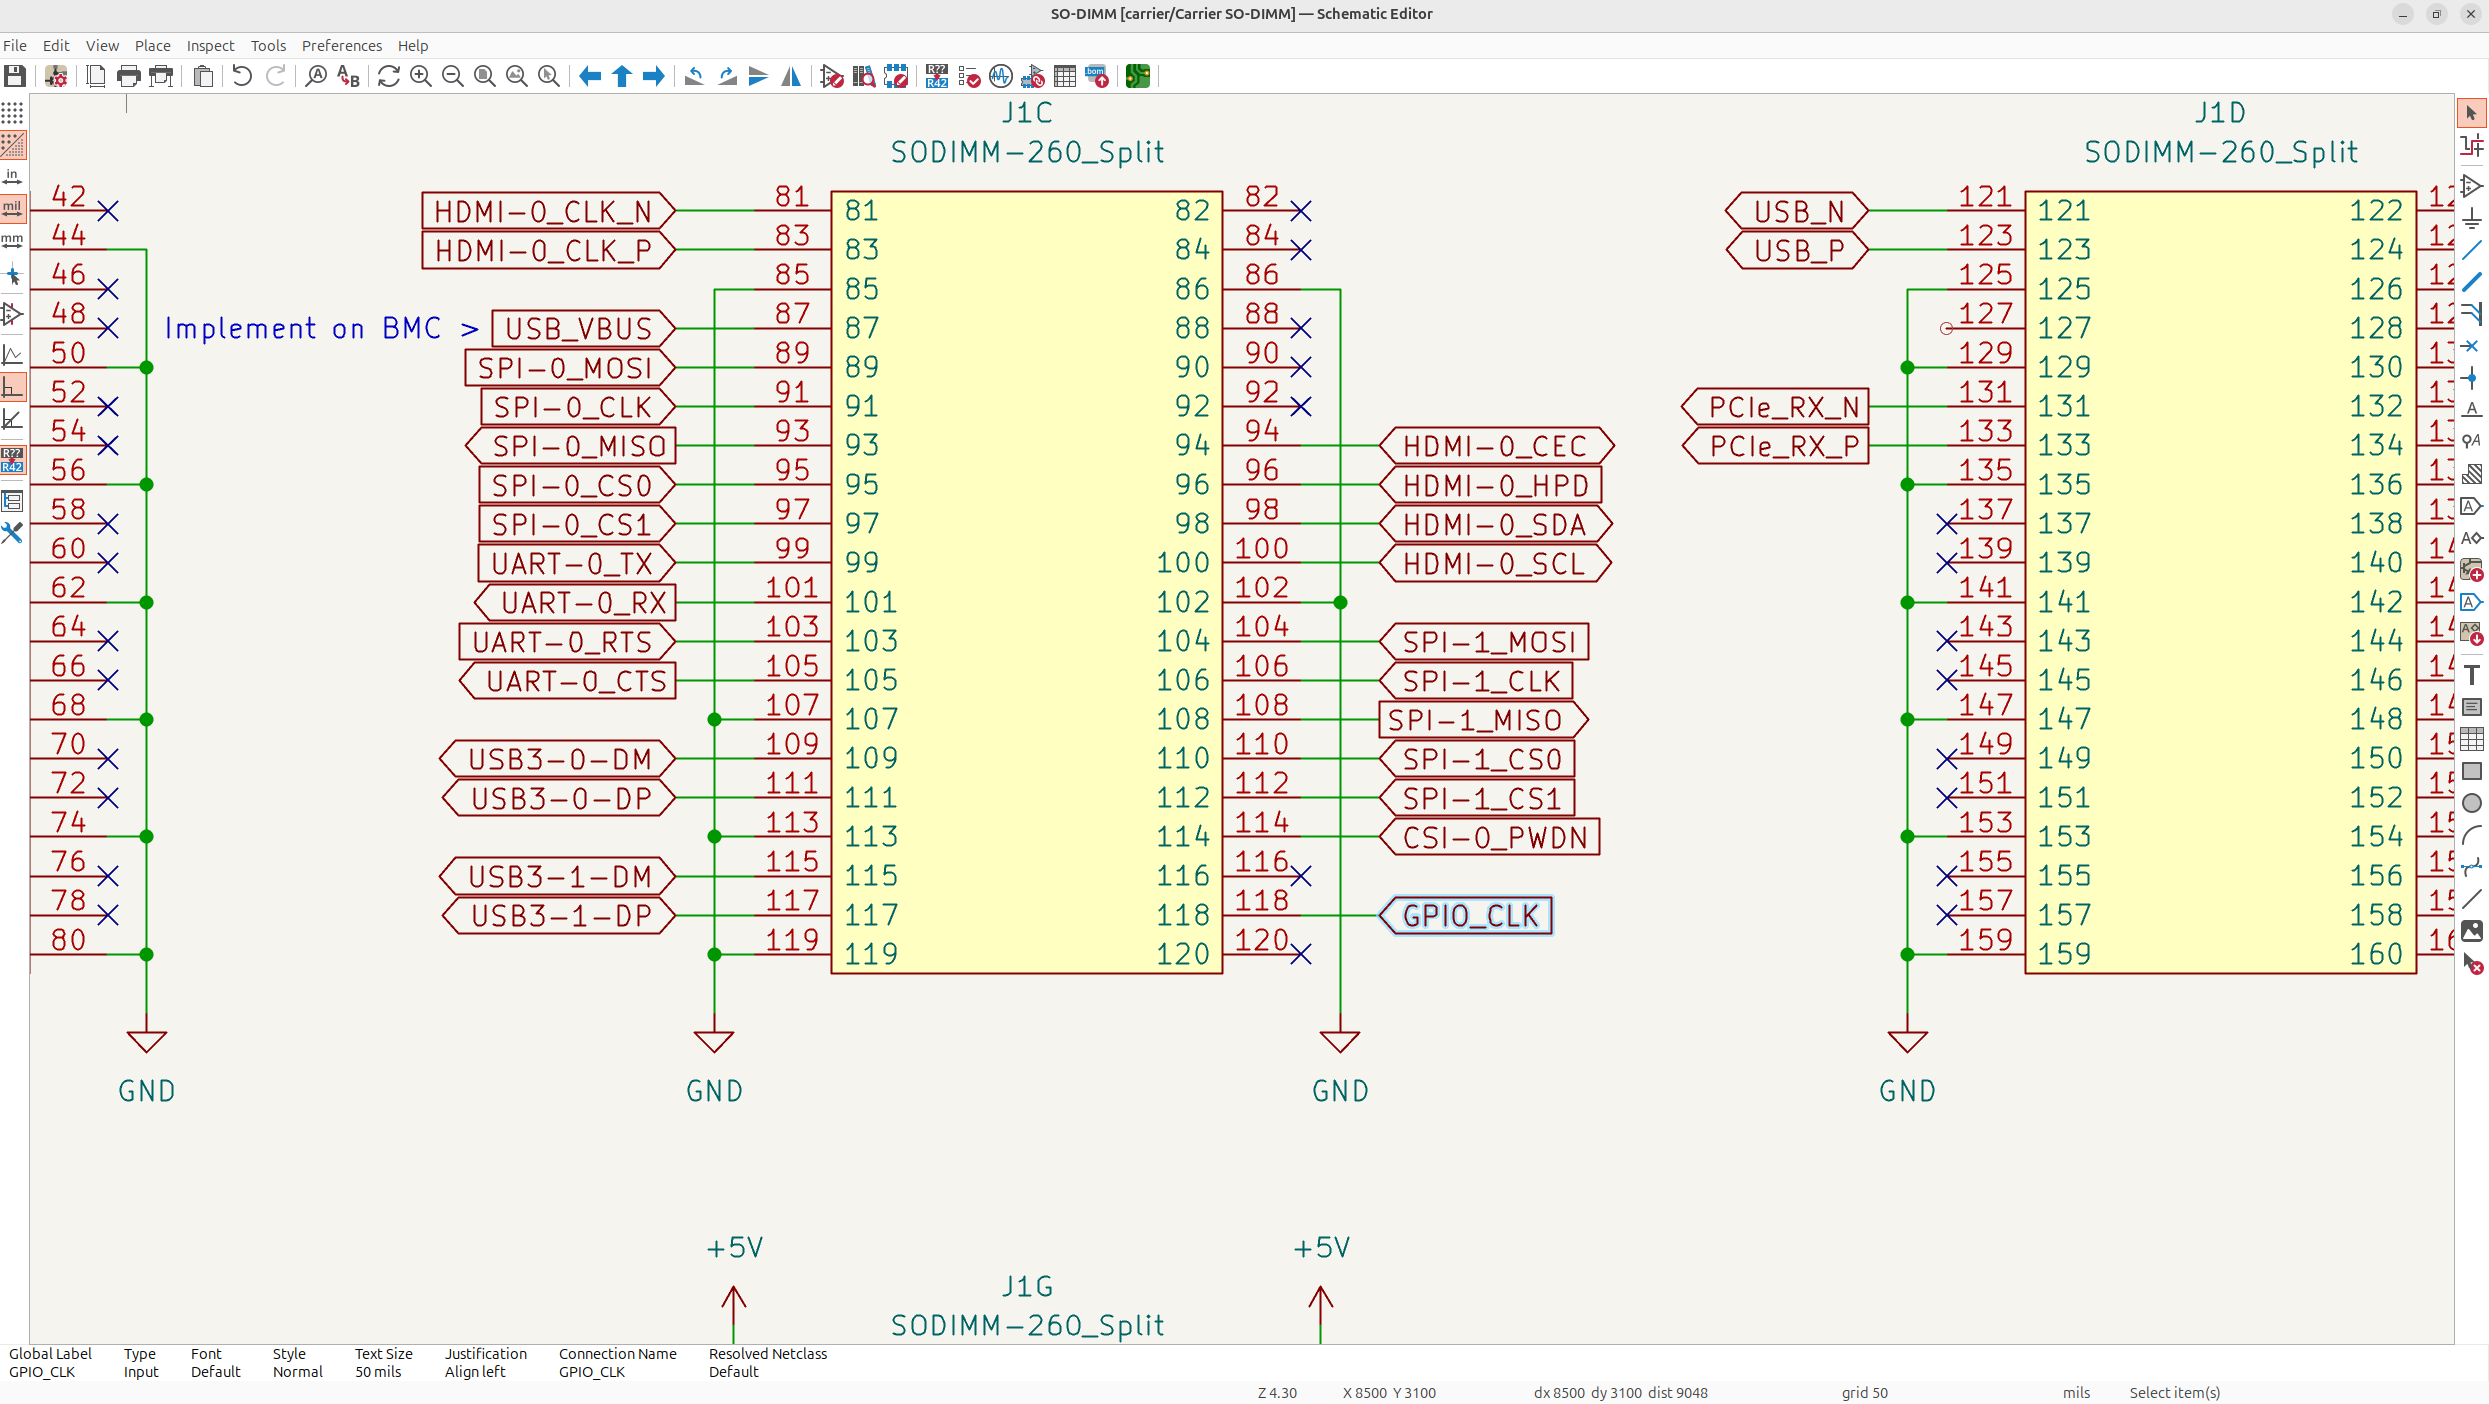 SO-DIMM [carrier/Carrier SO-DIMM] — Schematic Editor
File Edit View Place Inspect Tools Preferences Help
in
mil
mm
R??
R42
42
44
46
48
50
52
54
56
58
60
62
64
66
68
70
72
74
76
78
80
GND
Implement on BMC >
J1C
SODIMM-260_Split
HDMI-0_CLK_N 81 81
HDMI-0_CLK_P 83 83
85 85
USB_VBUS 87 87
SPI-0_MOSI 89 89
SPI-0_CLK 91 91
SPI-0_MISO 93 93
SPI-0_CS0 95 95
SPI-0_CS1 97 97
UART-0_TX 99 99
UART-0_RX 101 101
UART-0_RTS 103 103
UART-0_CTS 105 105
107 107
USB3-0-DM 109 109
USB3-0-DP 111 111
113 113
USB3-1-DM 115 115
USB3-1-DP 117 117
119 119
GND
82 82
84 84
86 86
88 88
90 90
92 92
94 94 HDMI-0_CEC
96 96 HDMI-0_HPD
98 98 HDMI-0_SDA
100 100 HDMI-0_SCL
102 102
104 104 SPI-1_MOSI
106 106 SPI-1_CLK
108 108 SPI-1_MISO
110 110 SPI-1_CS0
112 112 SPI-1_CS1
114 114 CSI-0_PWDN
116 116
118 118 GPIO_CLK
120 120
GND
J1D
SODIMM-260_Split
USB_N 121 121
USB_P 123 123
125 125
127 127
129 129
PCIe_RX_N 131 131
PCIe_RX_P 133 133
135 135
137 137
139 139
141 141
143 143
145 145
147 147
149 149
151 151
153 153
155 155
157 157
159 159
GND
122
124
126
128
130
132
134
136
138
140
142
144
146
148
150
152
154
156
158
160
+5V
+5V
J1G
SODIMM-260_Split
Global Label Type Font Style Text Size Justification Connection Name Resolved Netclass
GPIO_CLK Input Default Normal 50 mils Align left GPIO_CLK Default
Z 4.30 X 8500 Y 3100 dx 8500 dy 3100 dist 9048 grid 50 mils Select item(s)